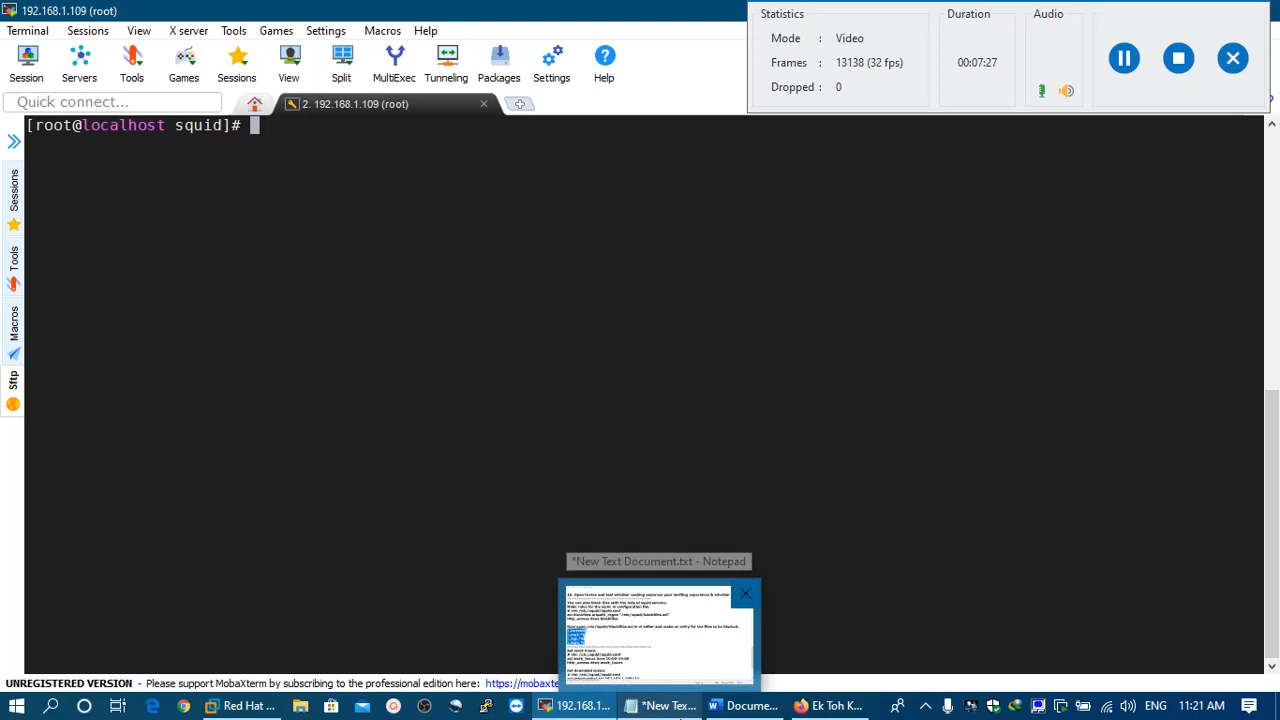 192.168.1.109 (root)
Terminal Sessions View X server Tools Games Settings Macros Help
Session Servers Tools Games Sessions View Split MultiExec Tunneling Packages Settings Help
Statistics Duration Audio
Mode : Video
Frames : 13138 (32 fps) 00:07:27
Dropped : 0
Quick connect...
2. 192.168.1.109 (root)
[root@localhost squid]#
Sessions
Tools
Macros
Sftp
*New Text Document.txt - Notepad
UNREGISTERED VERSION - Please support MobaXterm by subscribing to the professional edition here: https://mobaxte
Red Hat ... 192.168.1... *New Tex... Docume... Ek Toh K... ENG 11:21 AM